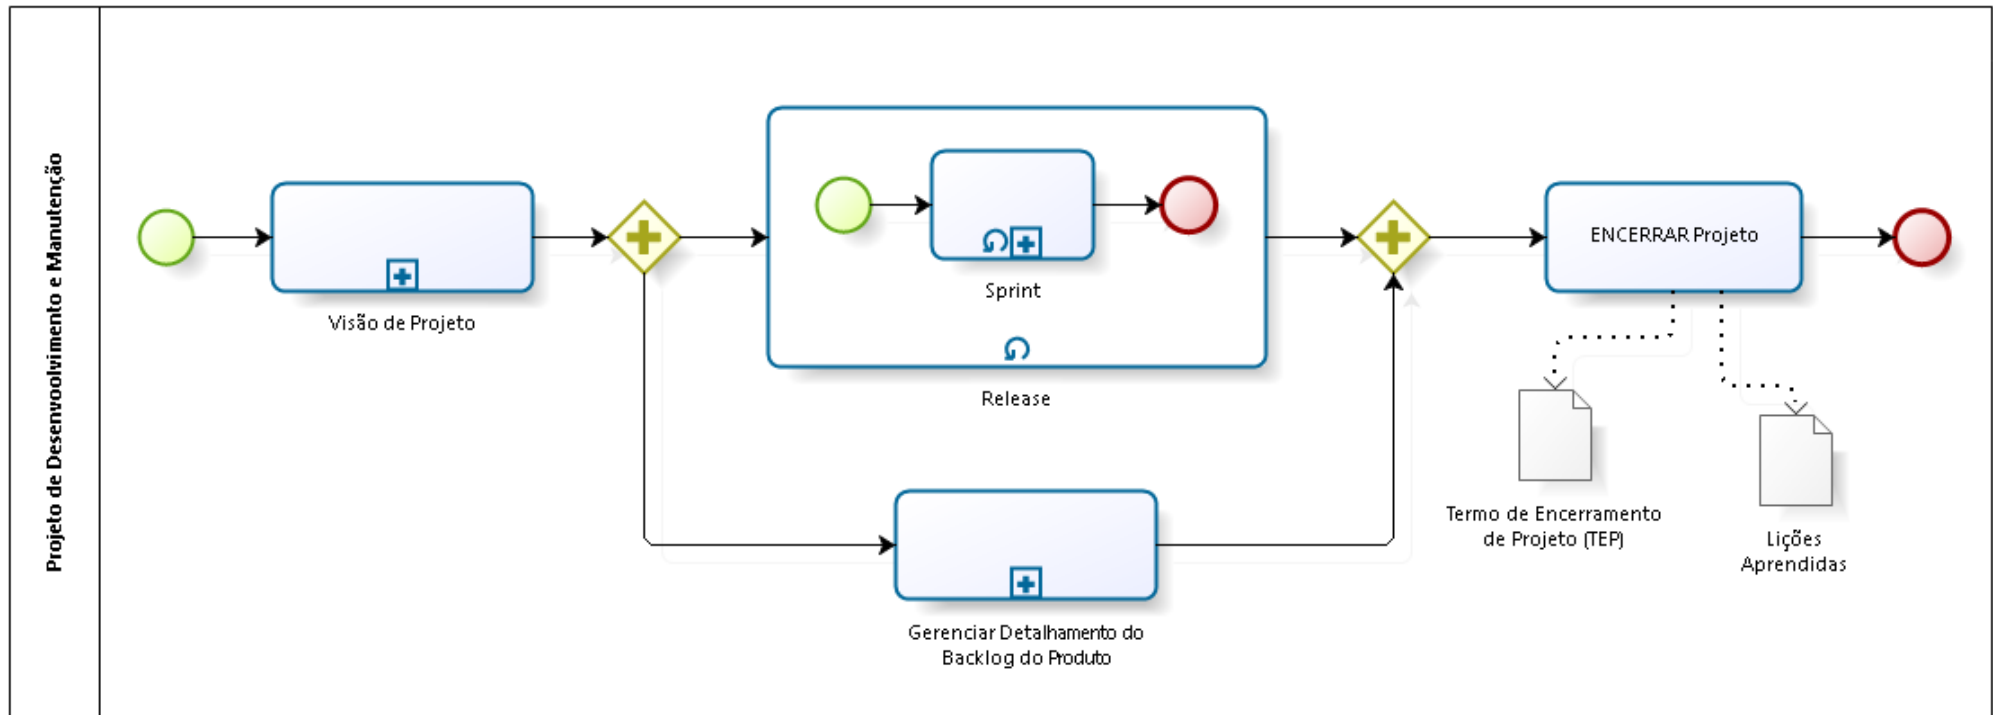 Projeto de Desenvolvimento e Manutenção
Visão de Projeto
Sprint
Release
Gerenciar Detalhamento do
Backlog do Produto
ENCERRAR Projeto
Termo de Encerramento
de Projeto (TEP)
Lições
Aprendidas